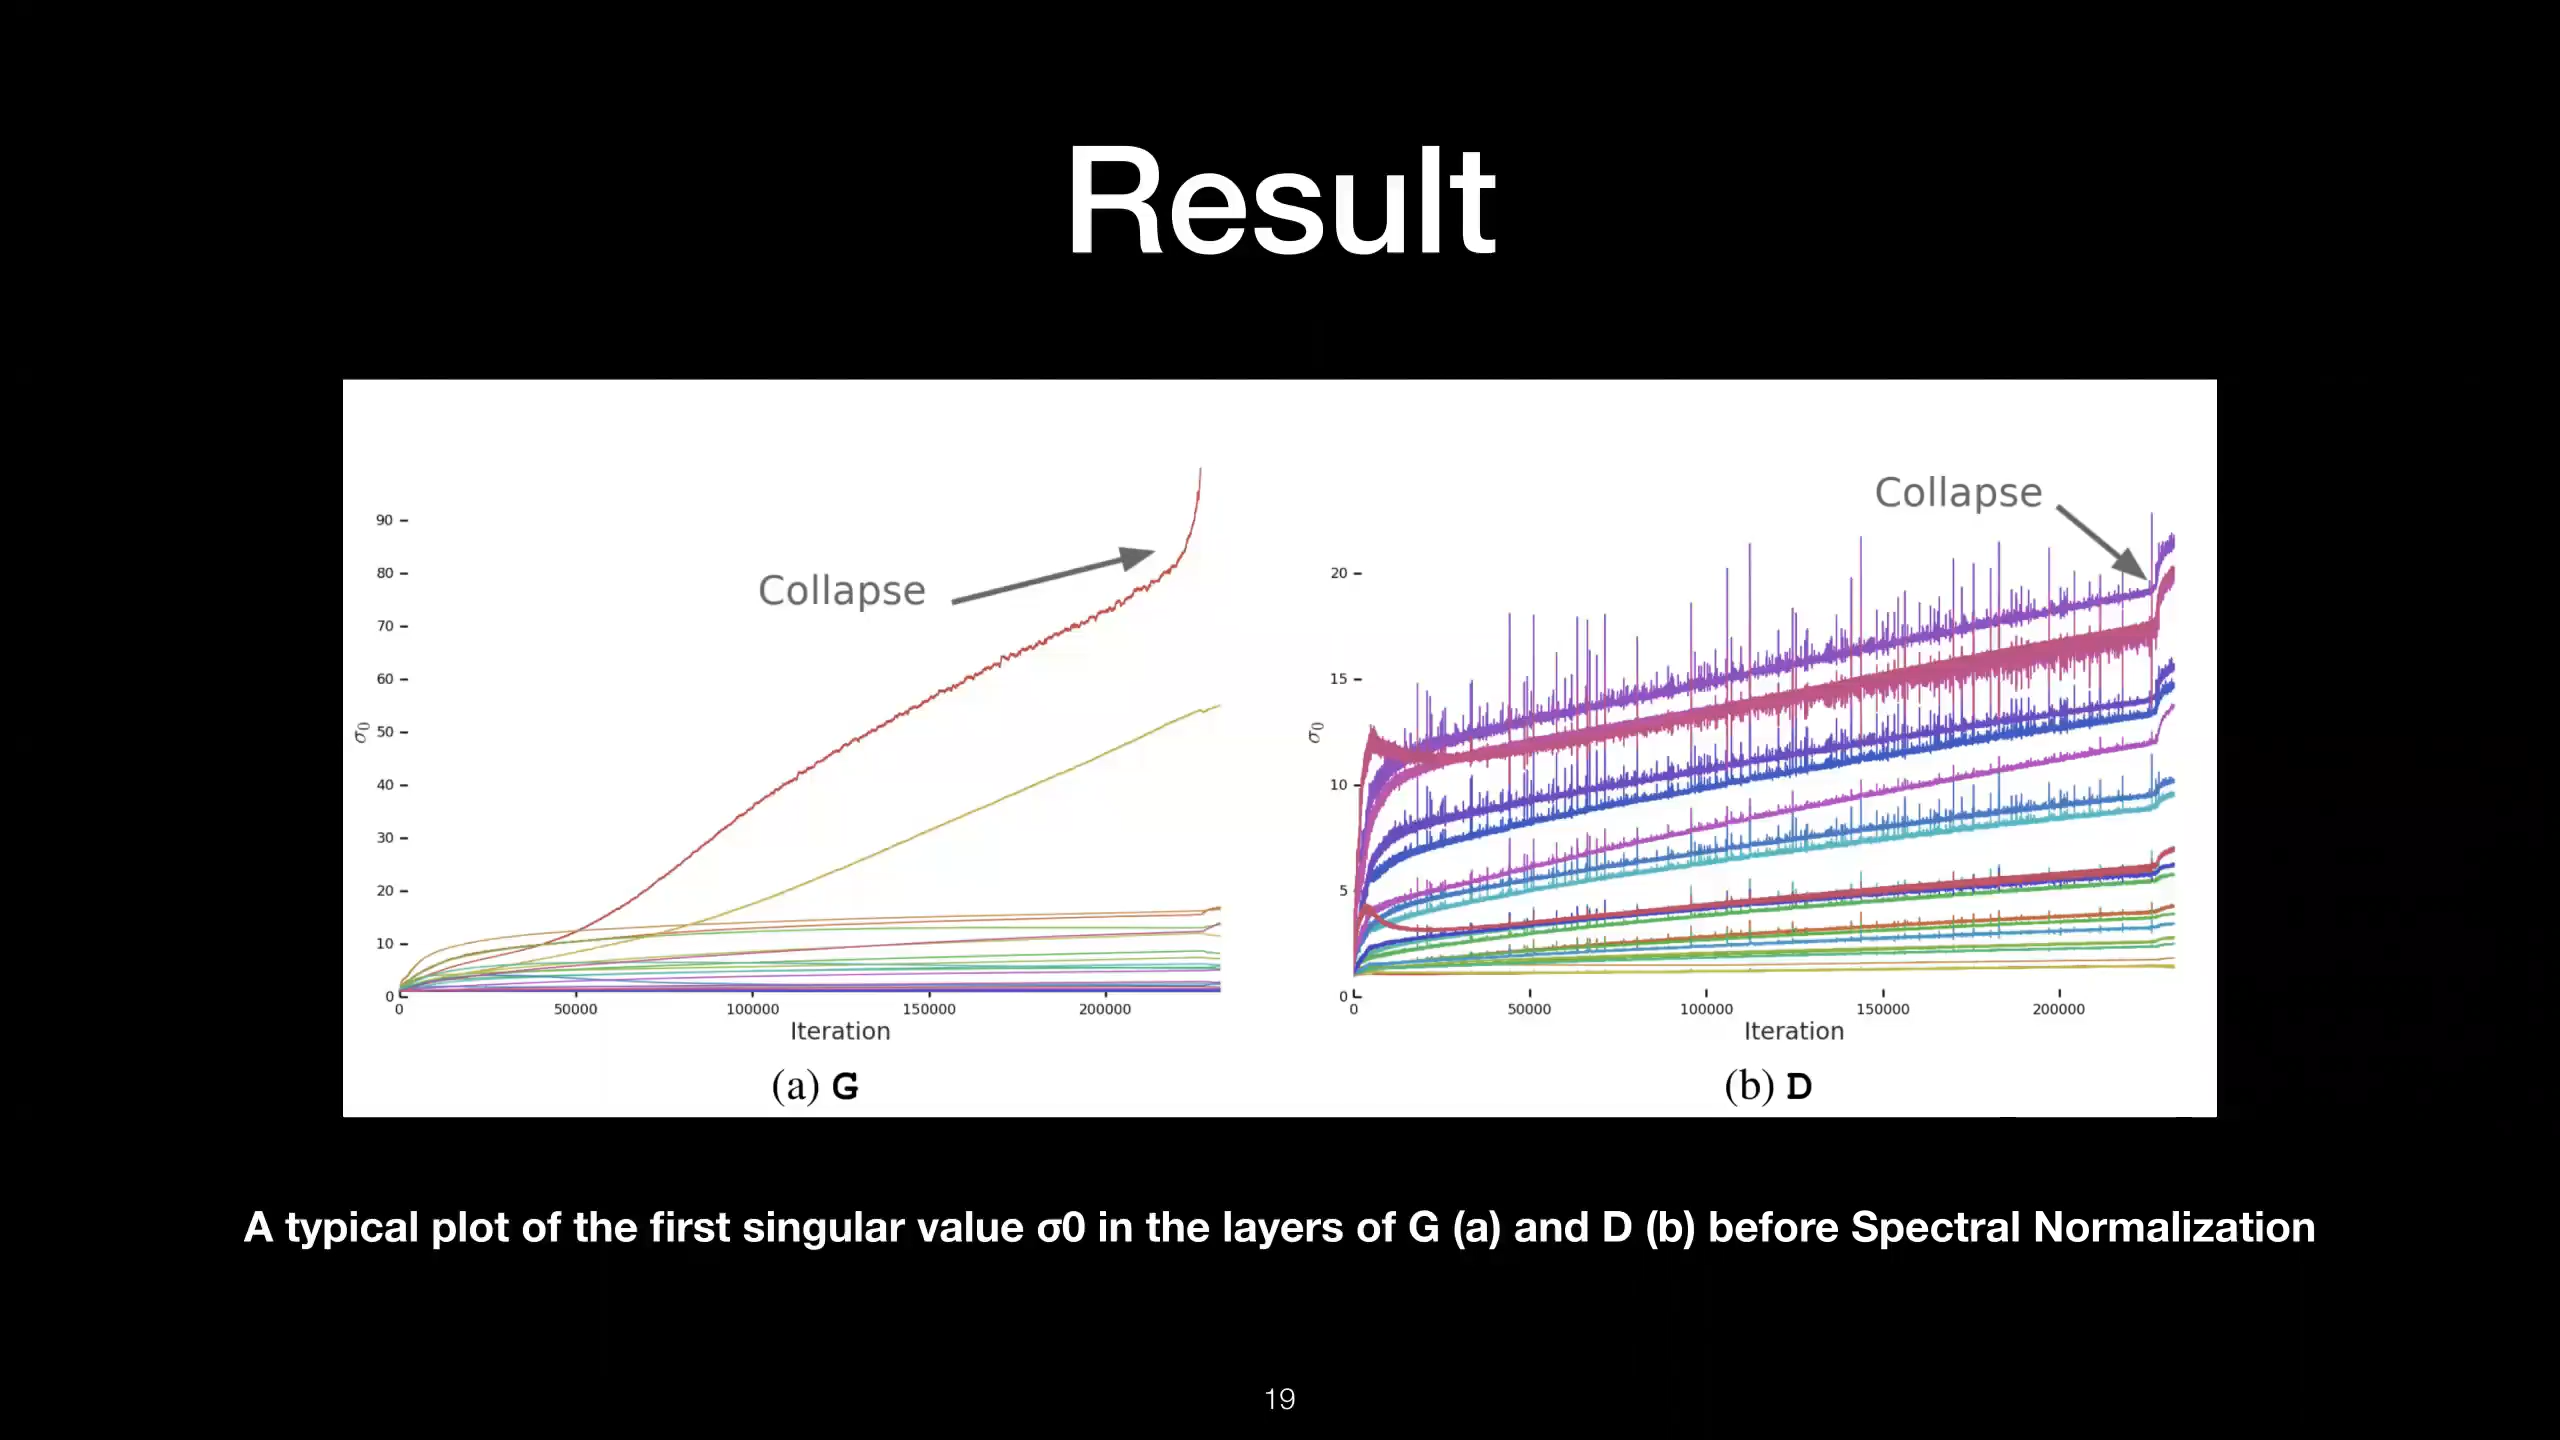 Result
Collapse
90
80
70
60
50
40
30
20
10
0
σ0
0 50000 100000 150000 200000
Iteration
(a) G
Collapse
20
15
10
5
0
σ0
0 50000 100000 150000 200000
Iteration
(b) D
A typical plot of the first singular value σ0 in the layers of G (a) and D (b) before Spectral Normalization
19